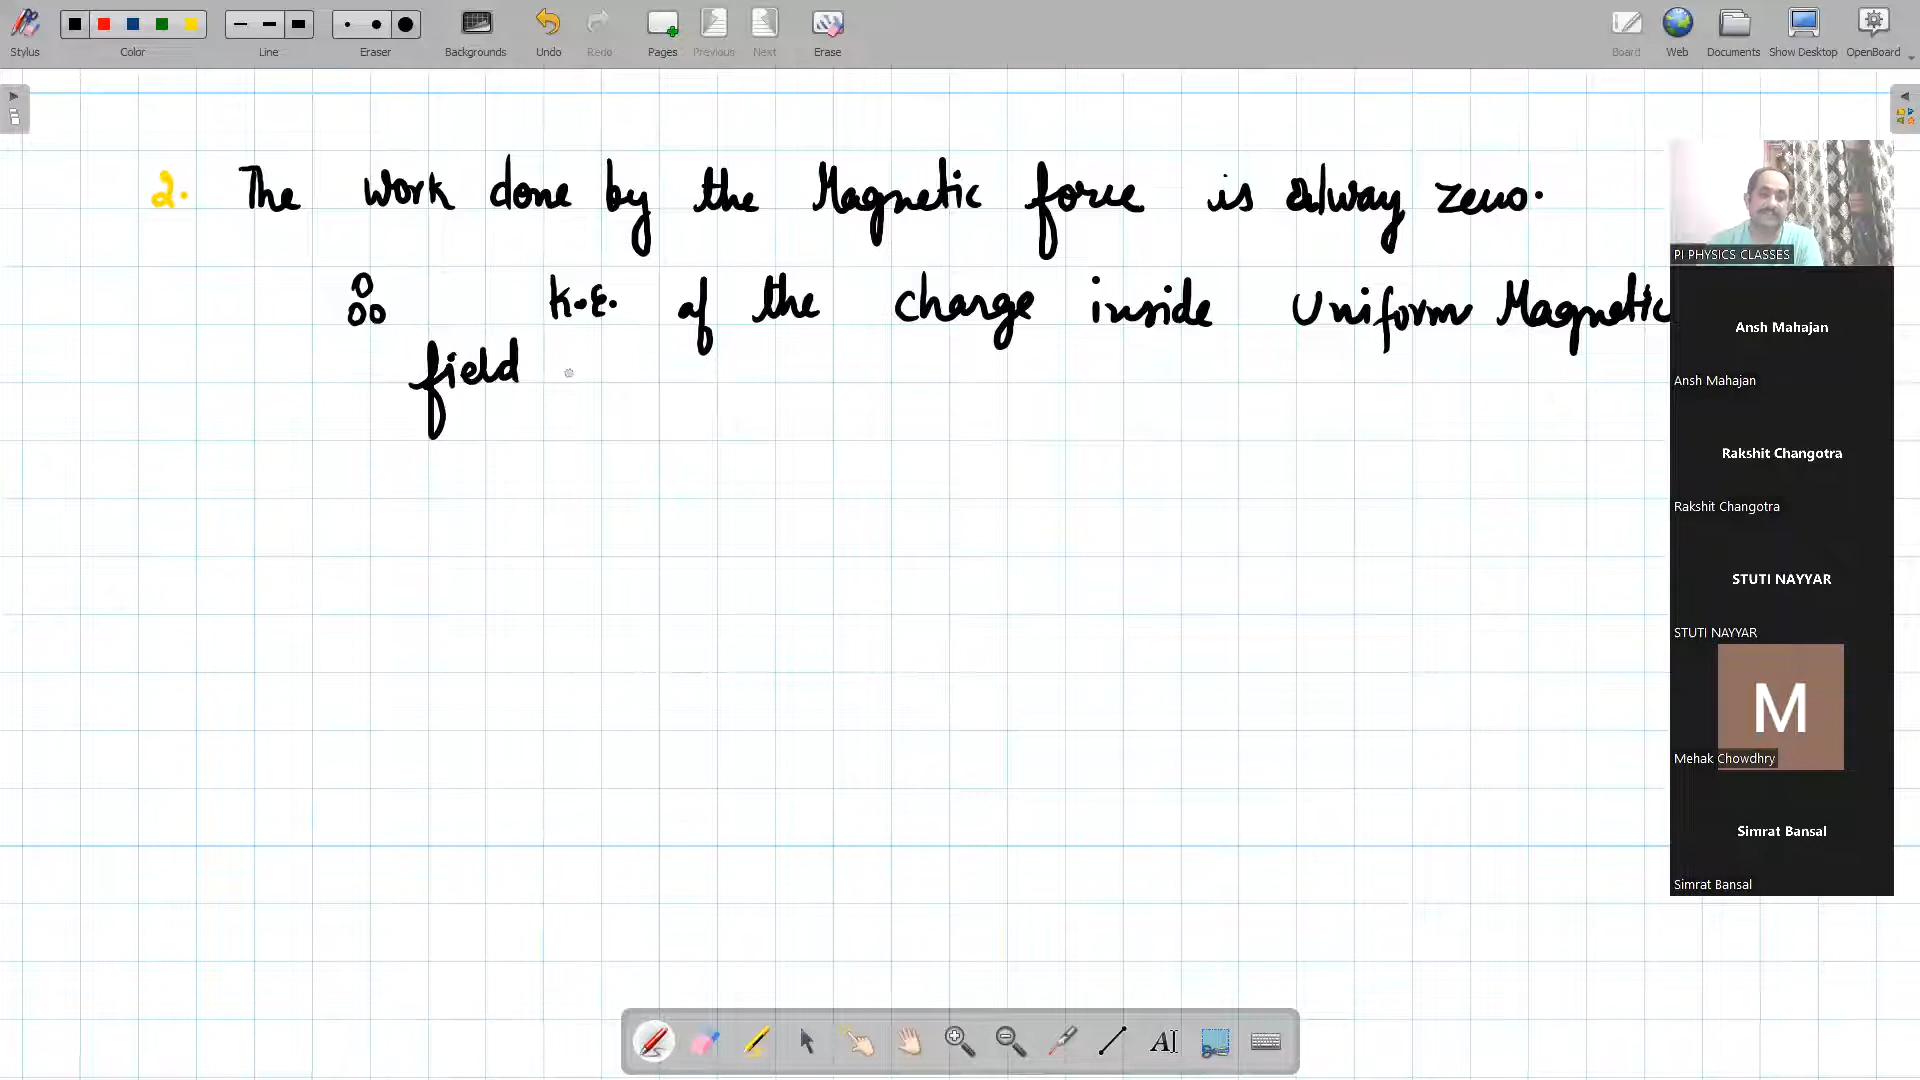 Stylus
Color
Line
Eraser
Backgrounds
Undo
Redo
Pages
Previous
Next
Erase
Board
Web
Documents
Show Desktop
OpenBoard
2. The work done by the Magnetic force is alway zero.
∴ K.E. of the charge inside Uniform Magnetic
field
PI PHYSICS CLASSES
Ansh Mahajan
Ansh Mahajan
Rakshit Changotra
Rakshit Changotra
STUTI NAYYAR
STUTI NAYYAR
M
Mehak Chowdhry
Simrat Bansal
Simrat Bansal
AI